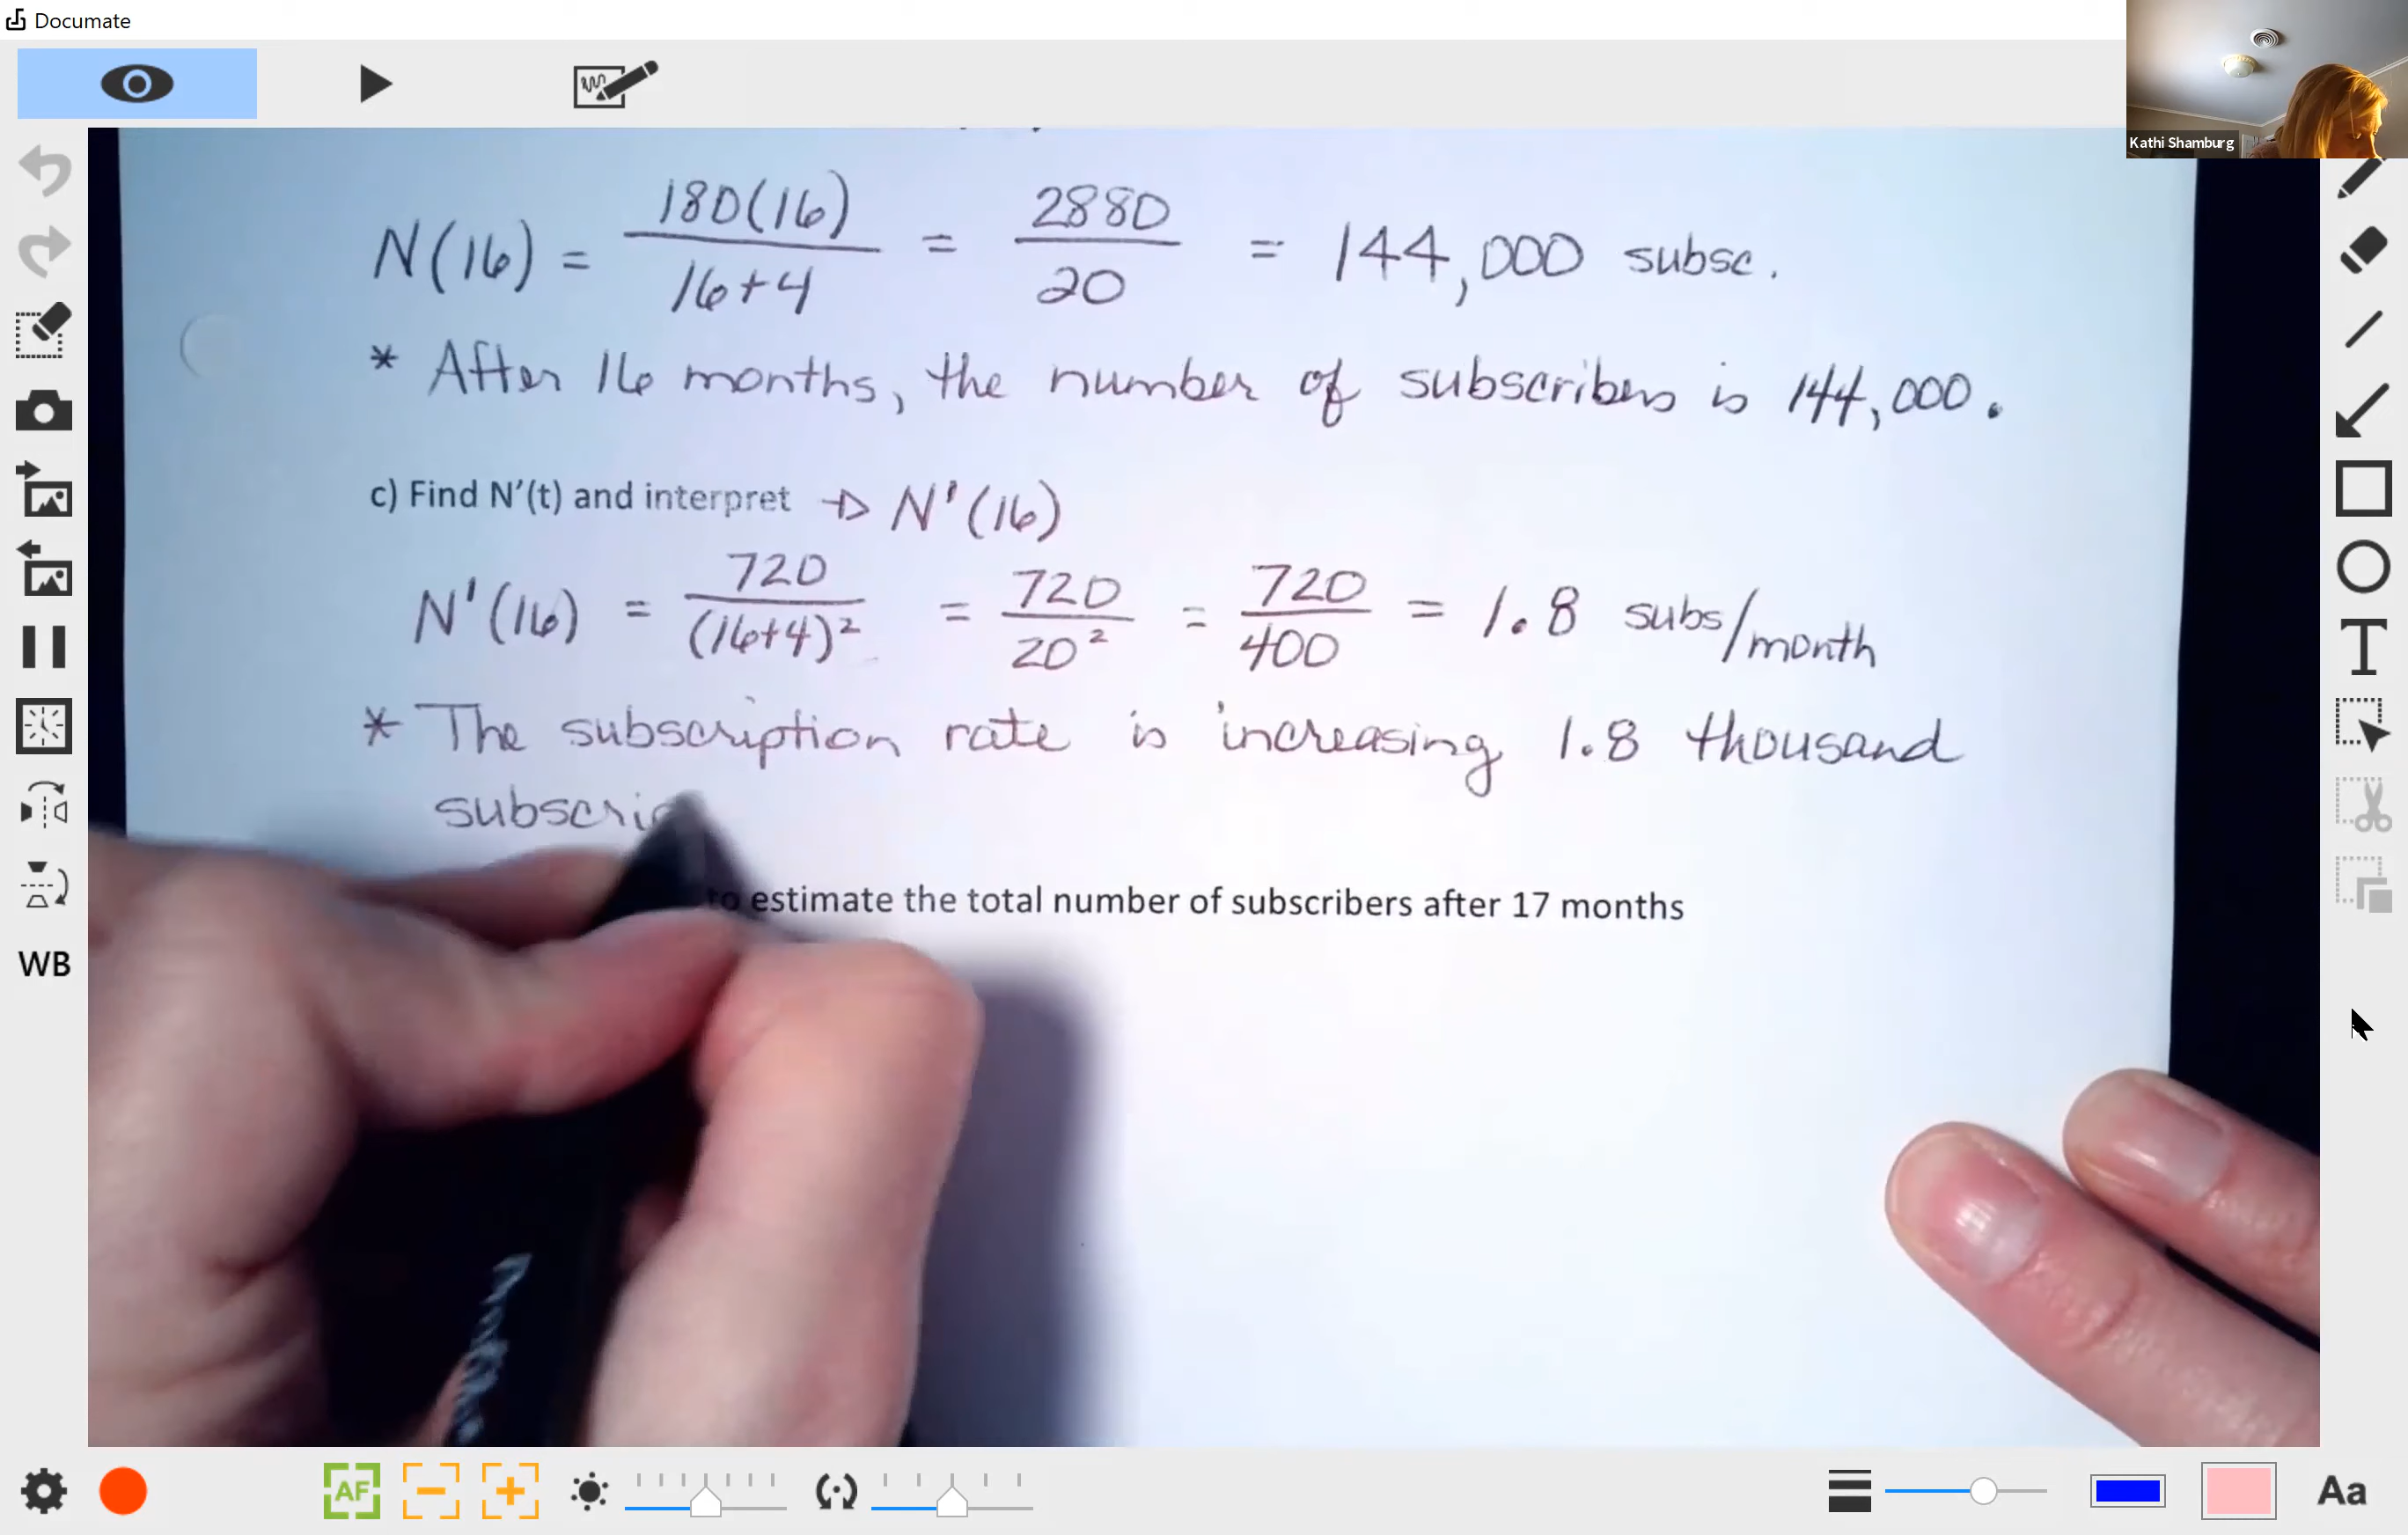 Documate
Kathi Shamburg
N(16) = 180(16) / 16+4 = 2880 / 20 = 144,000 subsc.
* After 16 months, the number of subscribers is 144,000.
c) Find N'(t) and interpret → N'(16)
N'(16) = 720 / (16+4)² = 720 / 20² = 720 / 400 = 1.8 subs/month
* The subscription rate is increasing 1.8 thousand
subscri
to estimate the total number of subscribers after 17 months
WB
T
AF
Aa